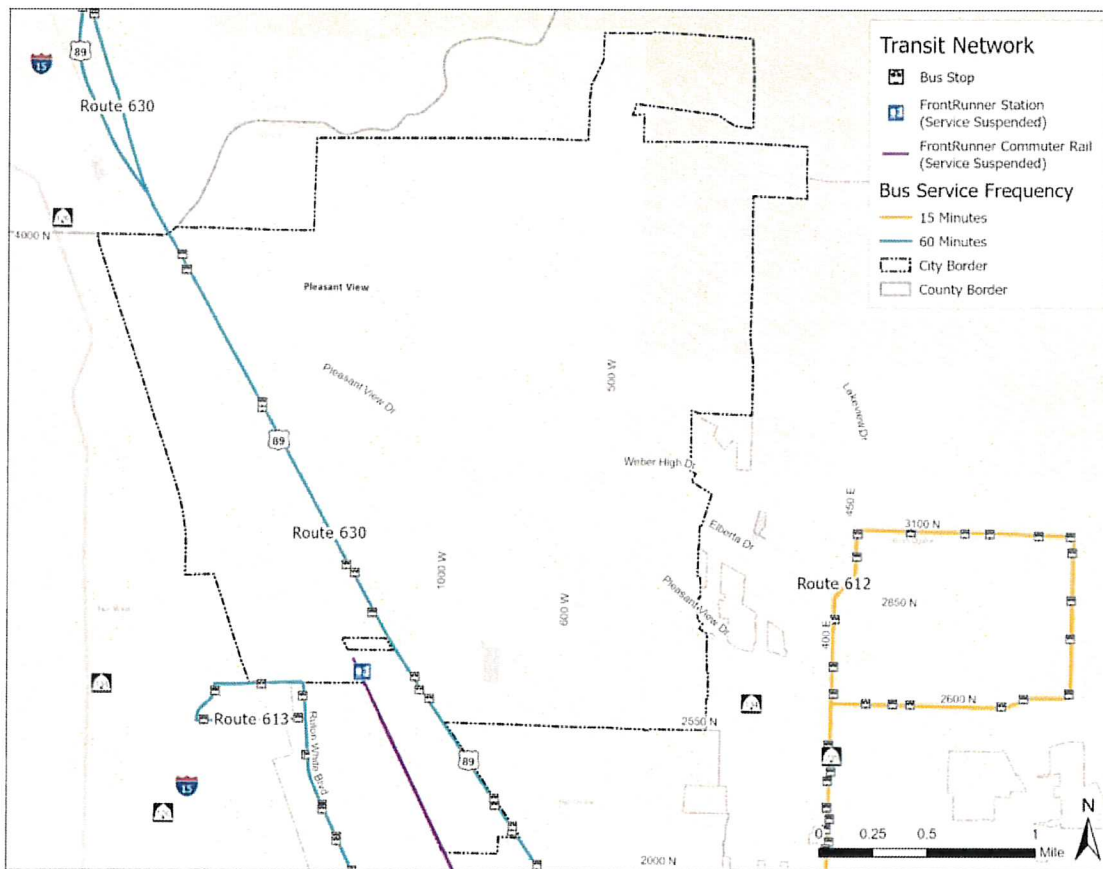 Transit Network
Bus Stop
FrontRunner Station
(Service Suspended)
FrontRunner Commuter Rail
(Service Suspended)
Bus Service Frequency
15 Minutes
60 Minutes
City Border
County Border
89
15
Route 630
4000 N
Pleasant View
Pleasant View Dr
500 W
Lakeview Dr
89
Weber High Dr
450 E
Elberta Dr
3100 N
Route 630
1000 W
Route 612
2850 N
600 W
Pleasant View Dr
400 E
Route 613
Rulon White Blvd
2600 N
2550 N
89
15
2000 N
N
0 0.25 0.5 1
Mile